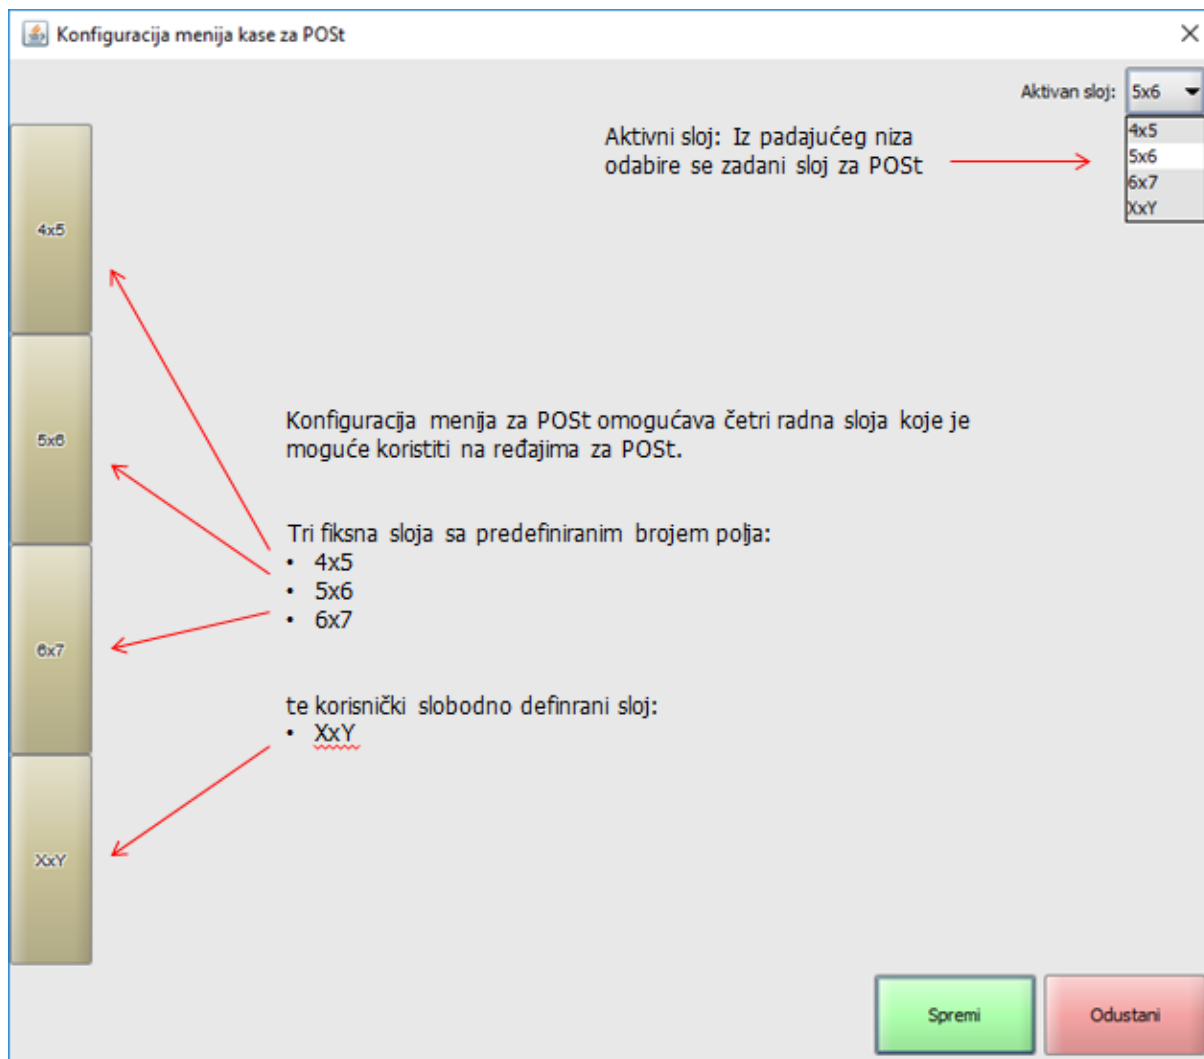 Konfiguracija menija kase za POSt
Aktivan sloj: 5x6
4x5
5x6
6x7
XxY
Aktivni sloj: Iz padajućeg niza
odabire se zadani sloj za POSt
4x5
5x6
6x7
XxY
Konfiguracija menija za POSt omogućava četri radna sloja koje je
moguće koristiti na ređajima za POSt.
Tri fiksna sloja sa predefiniranim brojem polja:
• 4x5
• 5x6
• 6x7
te korisnički slobodno definrani sloj:
• XxY
Spremi
Odustani